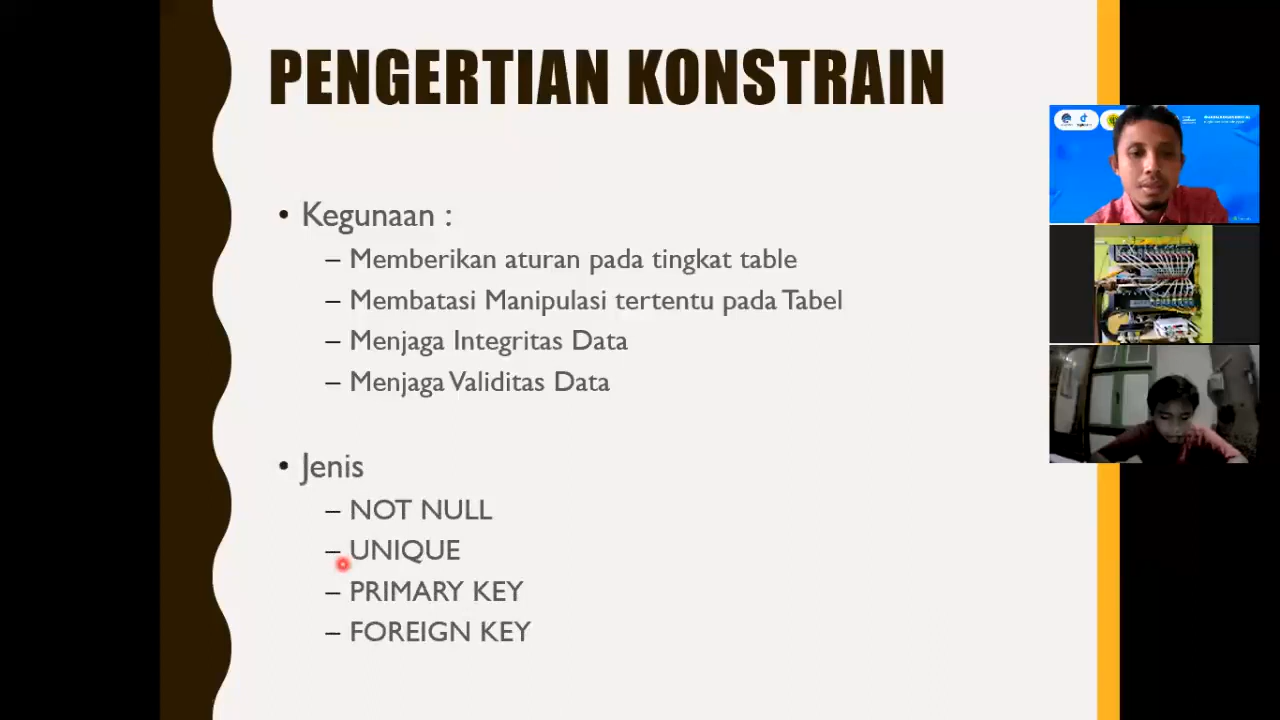 PENGERTIAN KONSTRAIN
• Kegunaan :
– Memberikan aturan pada tingkat table
– Membatasi Manipulasi tertentu pada Tabel
– Menjaga Integritas Data
– Menjaga Validitas Data
• Jenis
– NOT NULL
– UNIQUE
– PRIMARY KEY
– FOREIGN KEY